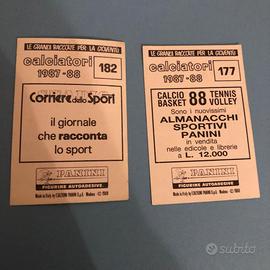 LE GRANDI RACCOLTE PER LA GIOVENTÙ
calciatori
1987-88
182
Corriere dello Sport
il giornale
che racconta
lo sport
PANINI
FIGURINE AUTOADESIVE
LE GRANDI RACCOLTE PER LA GIOVENTÙ
calciatori
1987-88
177
CALCIO 88 TENNIS
BASKET VOLLEY
Sono i nuovissimi
ALMANACCHI
SPORTIVI
PANINI
in vendita
nelle edicole e librerie
a L. 12.000
PANINI
FIGURINE AUTOADESIVE
subito